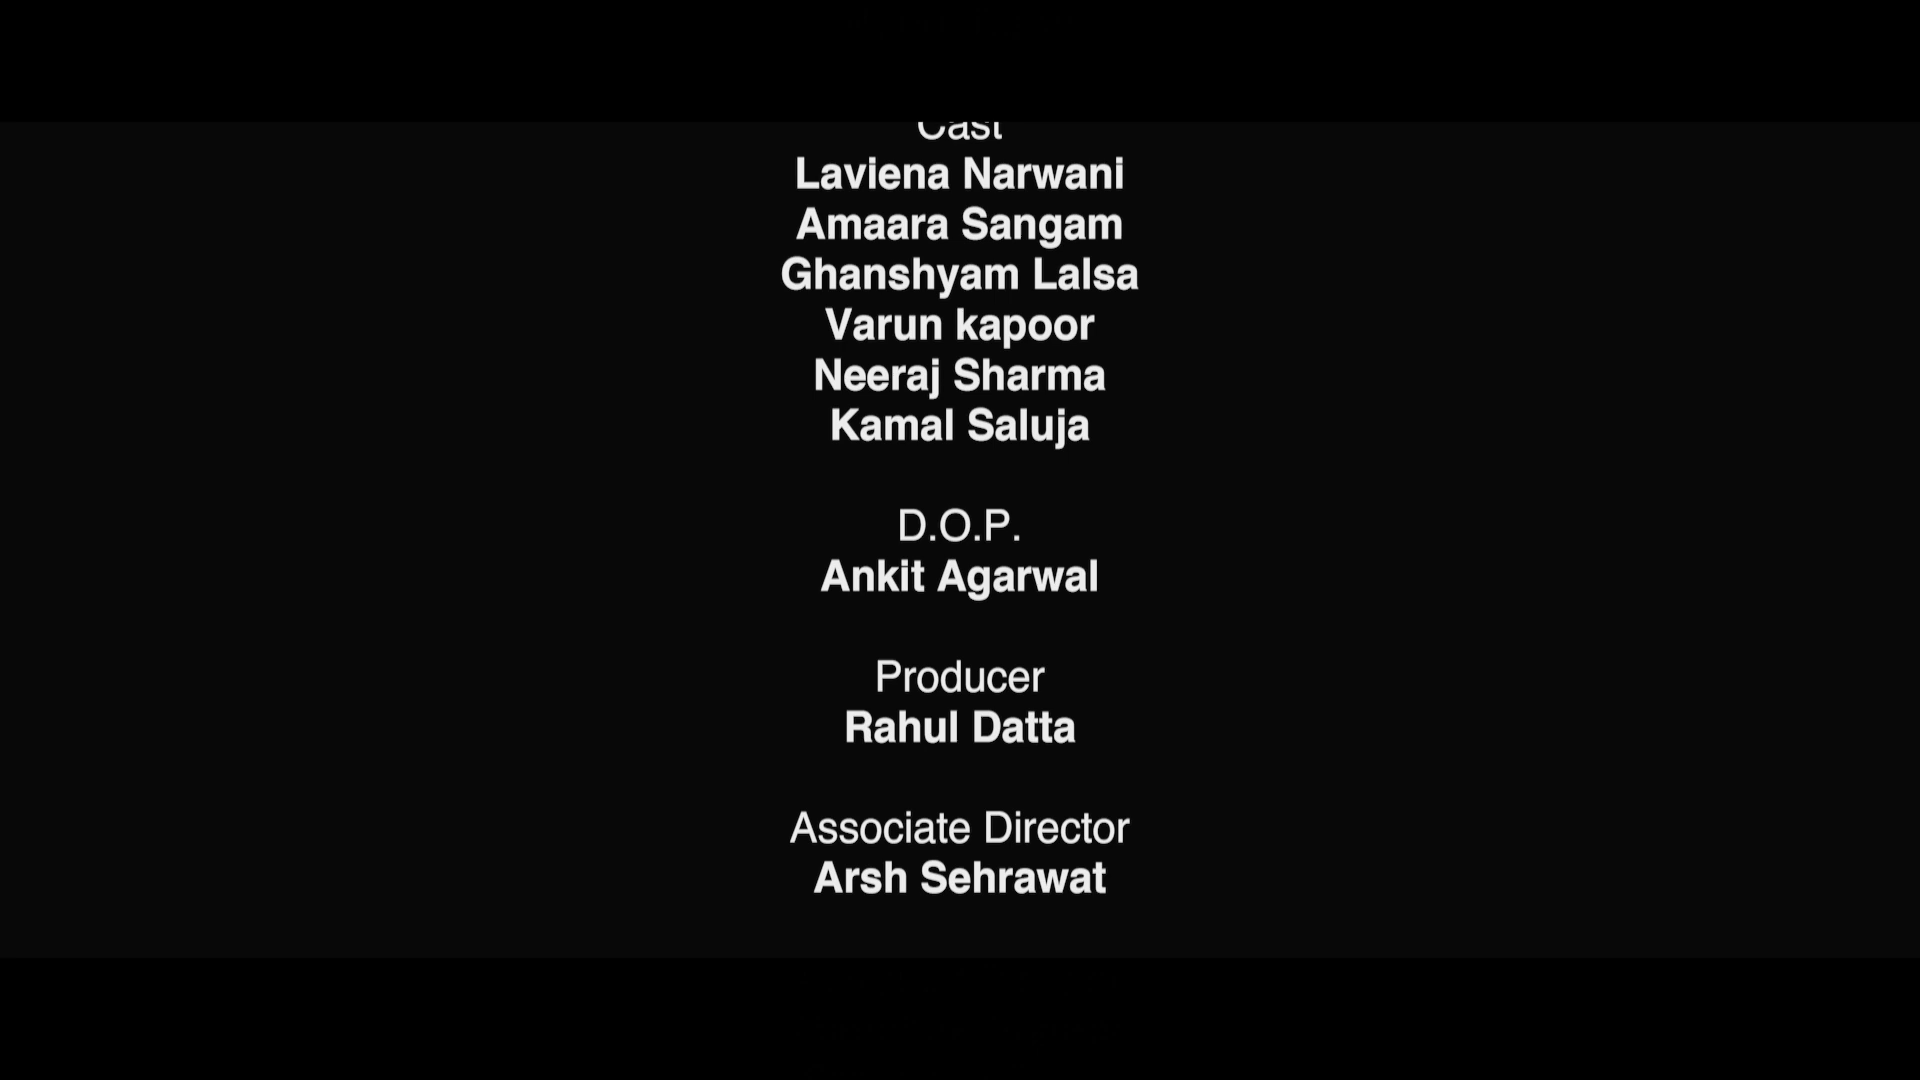 Cast
Laviena Narwani
Amaara Sangam
Ghanshyam Lalsa
Varun kapoor
Neeraj Sharma
Kamal Saluja
D.O.P.
Ankit Agarwal
Producer
Rahul Datta
Associate Director
Arsh Sehrawat